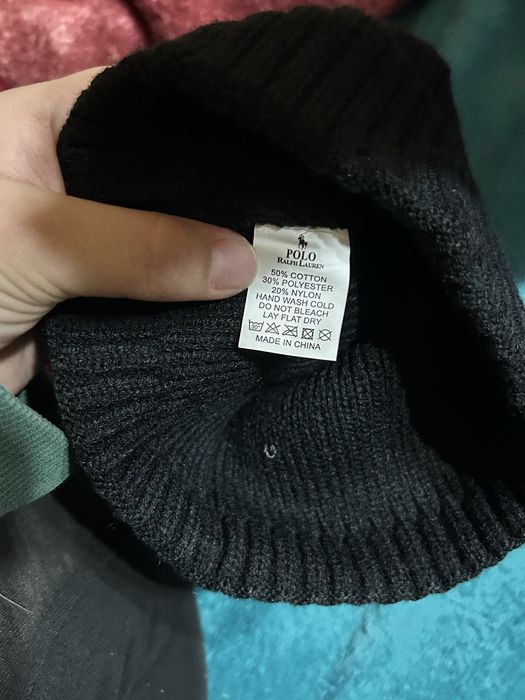 POLO
RALPH LAUREN
50% COTTON
30% POLYESTER
20% NYLON
HAND WASH COLD
DO NOT BLEACH
LAY FLAT DRY
MADE IN CHINA